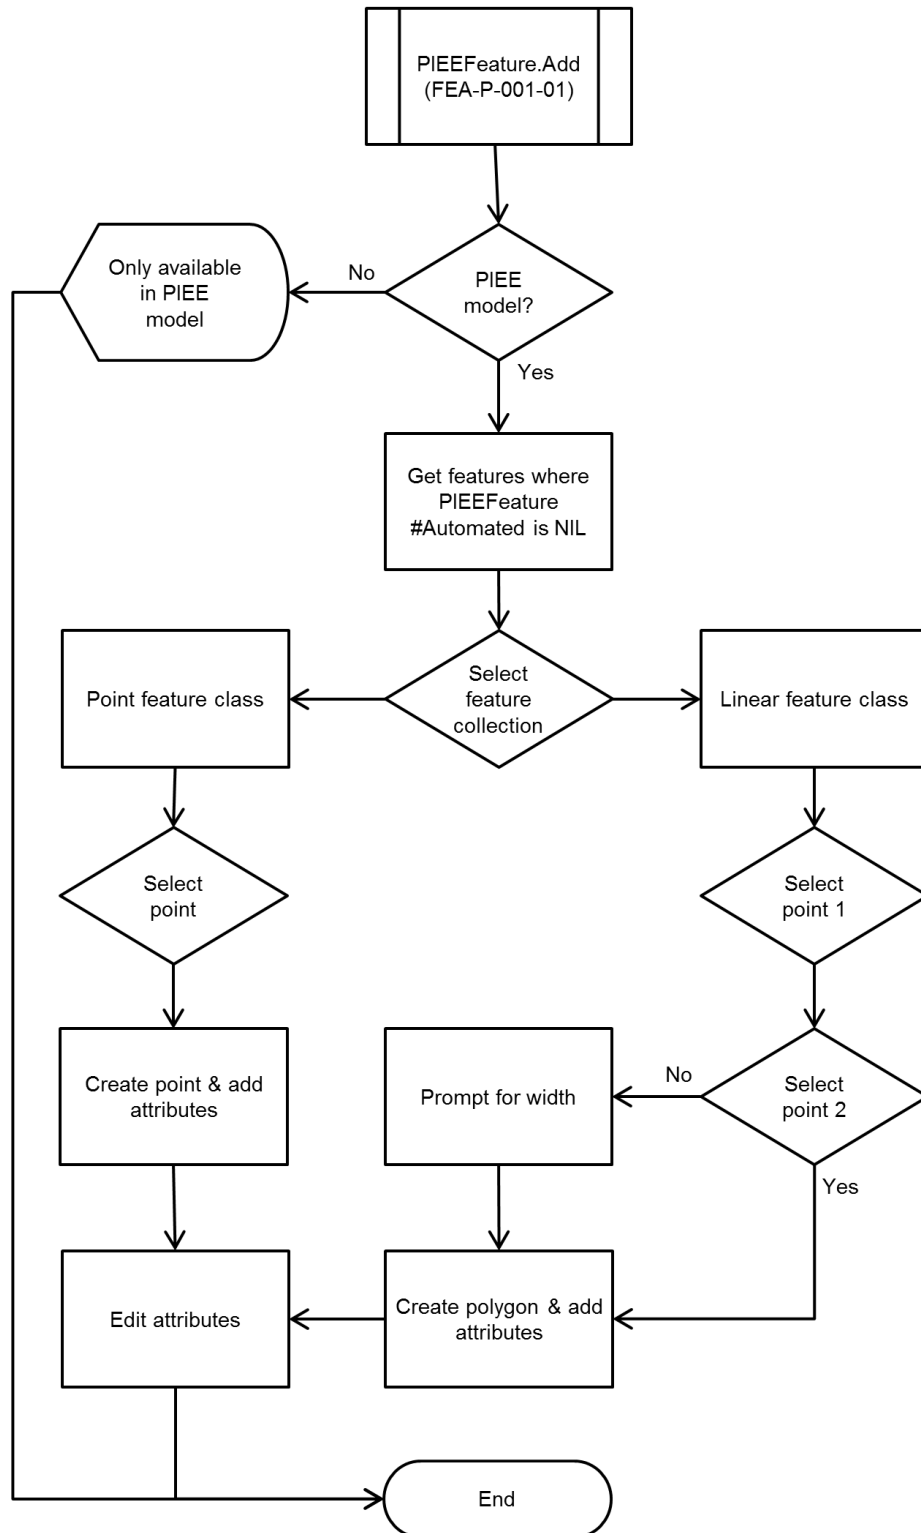 PIEEFeature.Add
(FEA-P-001-01)
Only available
in PIEE
model
No
PIEE
model?
Yes
Get features where
PIEEFeature
#Automated is NIL
Point feature class
Select
feature
collection
Linear feature class
Select
point
Select
point 1
Create point & add
attributes
Prompt for width
No
Select
point 2
Yes
Edit attributes
Create polygon & add
attributes
End